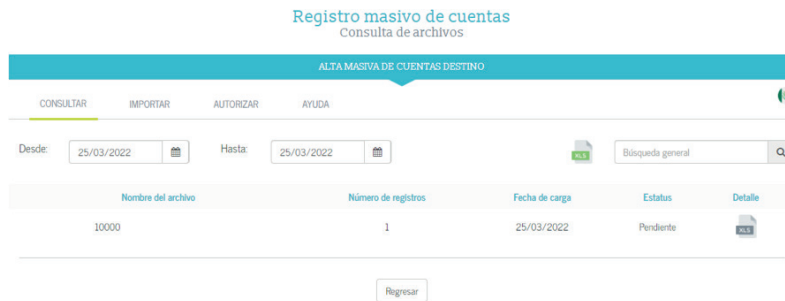 Registro masivo de cuentas
Consulta de archivos
ALTA MASIVA DE CUENTAS DESTINO
CONSULTAR IMPORTAR AUTORIZAR AYUDA
Desde: 25/03/2022 Hasta: 25/03/2022 XLS Búsqueda general
Nombre del archivo Número de registros Fecha de carga Estatus Detalle
10000 1 25/03/2022 Pendiente XLS
Regresar